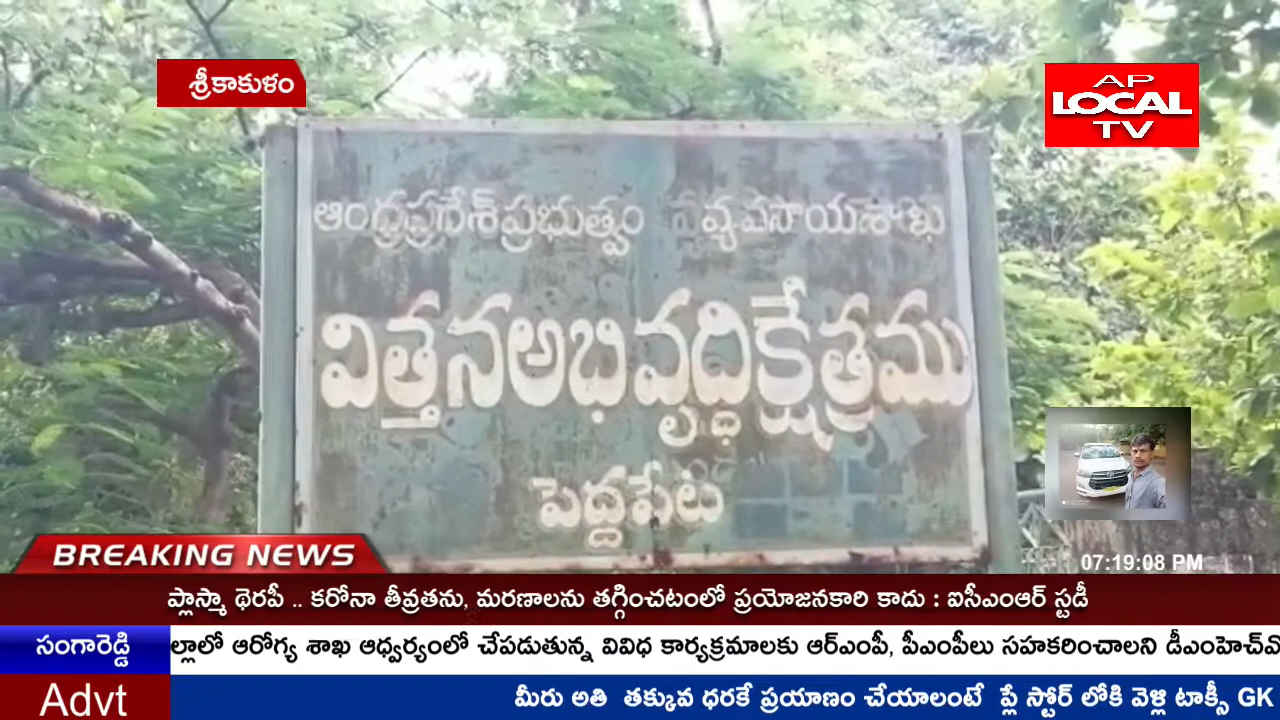 శ్రీకాకుళం
AP
LOCAL
TV
ఆంధ్రప్రదేశ్ ప్రభుత్వం వ్యవసాయశాఖ
విత్తన అభివృద్ధి క్షేత్రము
పెద్దపేట
BREAKING NEWS
07:19:08 PM
ప్లాస్మా థెరపీ .. కరోనా తీవ్రతను, మరణాలను తగ్గించటంలో ప్రయోజనకారి కాదు : ఐసీఎంఆర్ స్టడీ
సంగారెడ్డి
ల్లాలో ఆరోగ్య శాఖ ఆధ్వర్యంలో చేపడుతున్న వివిధ కార్యక్రమాలకు ఆర్ఎంపీ, పీఎంపీలు సహకరించాలని
Advt
మీరు అతి తక్కువ ధరకే ప్రయాణం చేయాలంటే ప్లే స్టోర్ లోకి వెళ్లి టాక్సీ GK